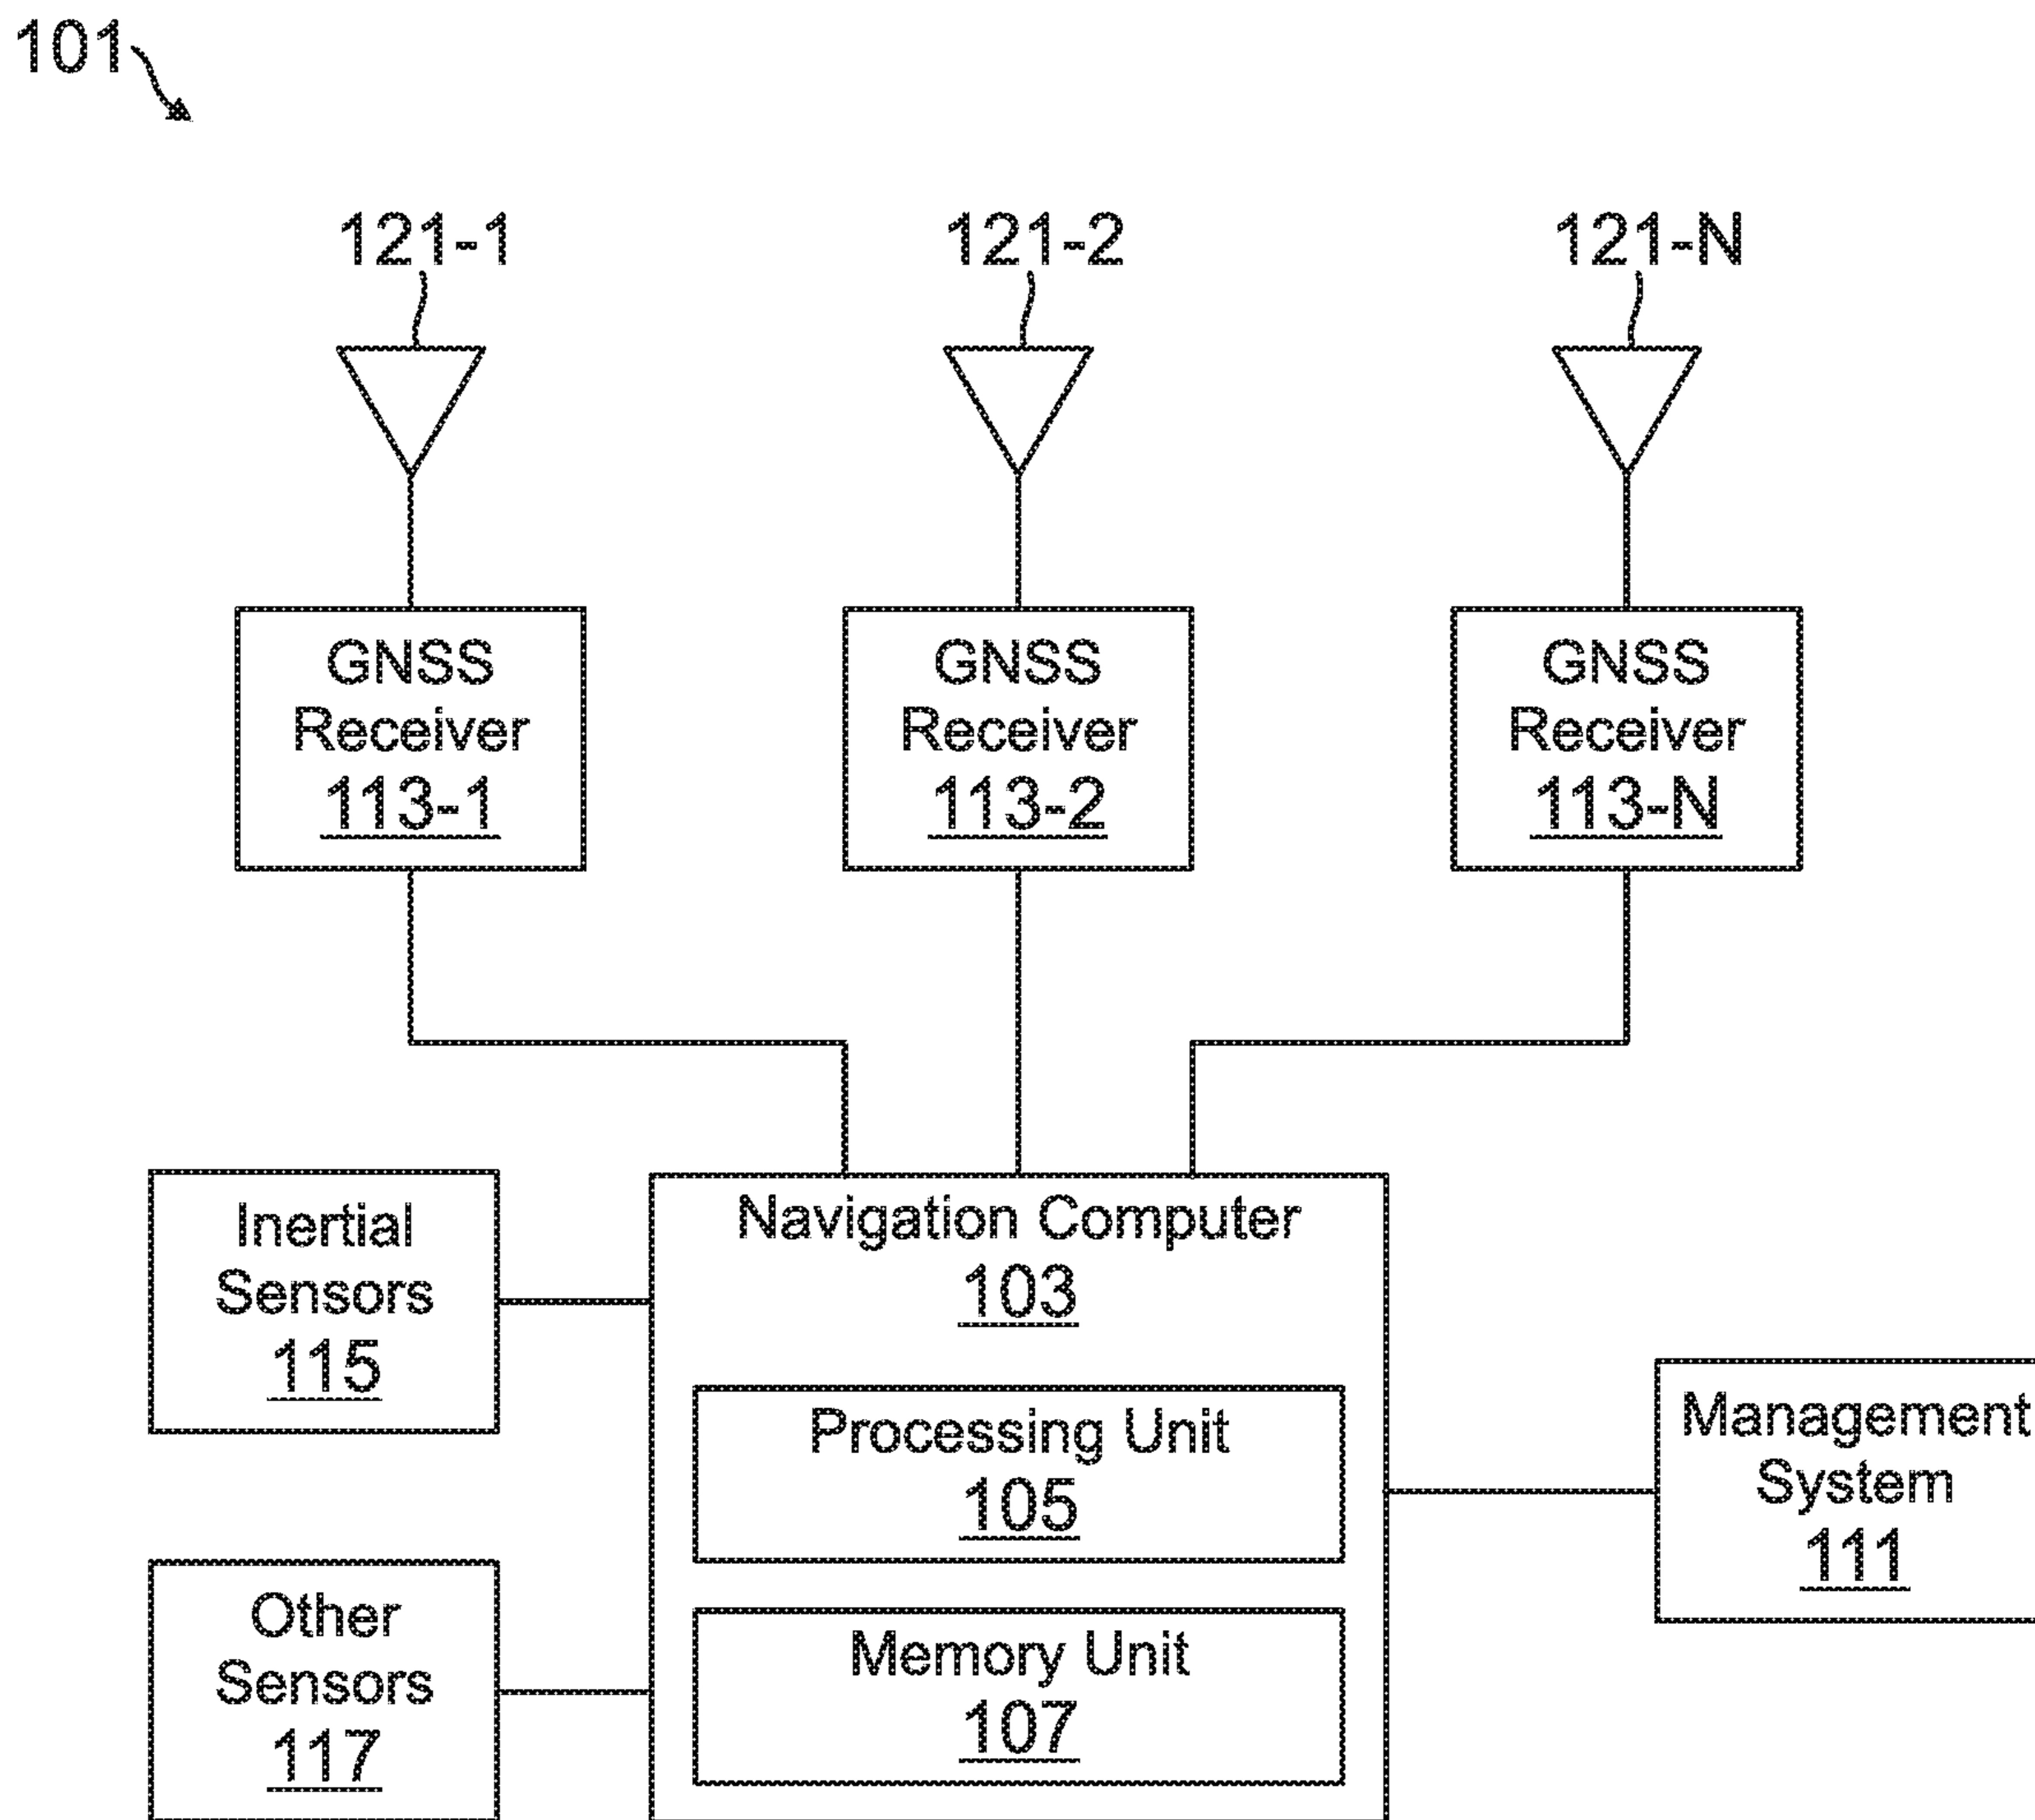 101
121-1
121-2
121-N
GNSS
Receiver
113-1
GNSS
Receiver
113-2
GNSS
Receiver
113-N
Inertial
Sensors
115
Navigation Computer
103
Processing Unit
105
Memory Unit
107
Other
Sensors
117
Management
System
111